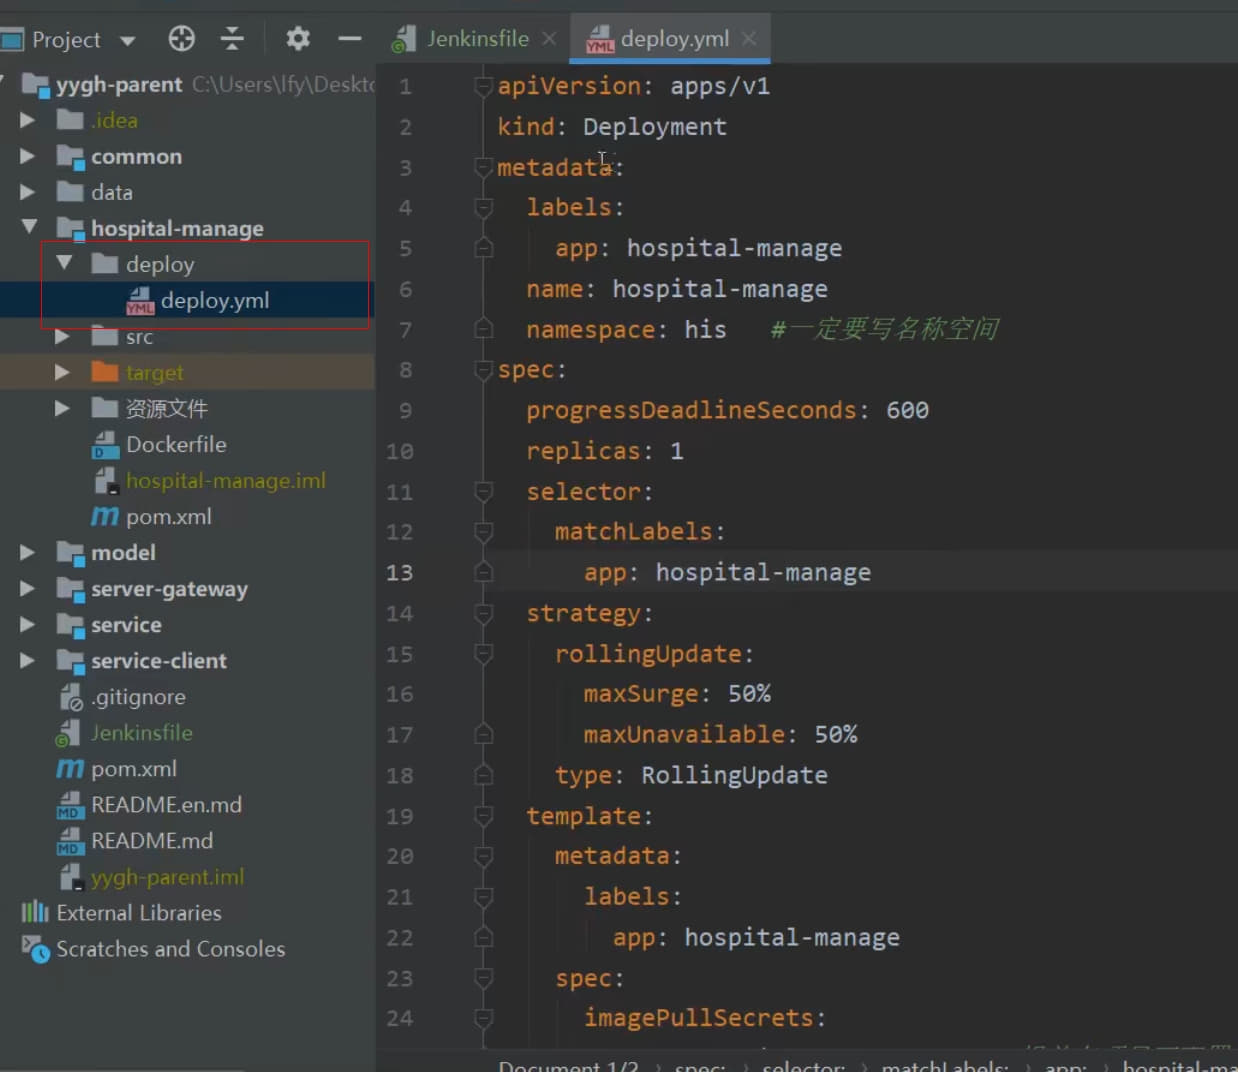 Project
yygh-parent C:\Users\lfy\Deskto
.idea
common
data
hospital-manage
deploy
deploy.yml
src
target
资源文件
Dockerfile
hospital-manage.iml
pom.xml
model
server-gateway
service
service-client
.gitignore
Jenkinsfile
pom.xml
README.en.md
README.md
yygh-parent.iml
External Libraries
Scratches and Consoles
Jenkinsfile deploy.yml
1 apiVersion: apps/v1
2 kind: Deployment
3 metadata:
4 labels:
5 app: hospital-manage
6 name: hospital-manage
7 namespace: his #一定要写名称空间
8 spec:
9 progressDeadlineSeconds: 600
10 replicas: 1
11 selector:
12 matchLabels:
13 app: hospital-manage
14 strategy:
15 rollingUpdate:
16 maxSurge: 50%
17 maxUnavailable: 50%
18 type: RollingUpdate
19 template:
20 metadata:
21 labels:
22 app: hospital-manage
23 spec:
24 imagePullSecrets:
Document 1/2 › spec: › selector: › matchLabels: › app: › hospital-ma